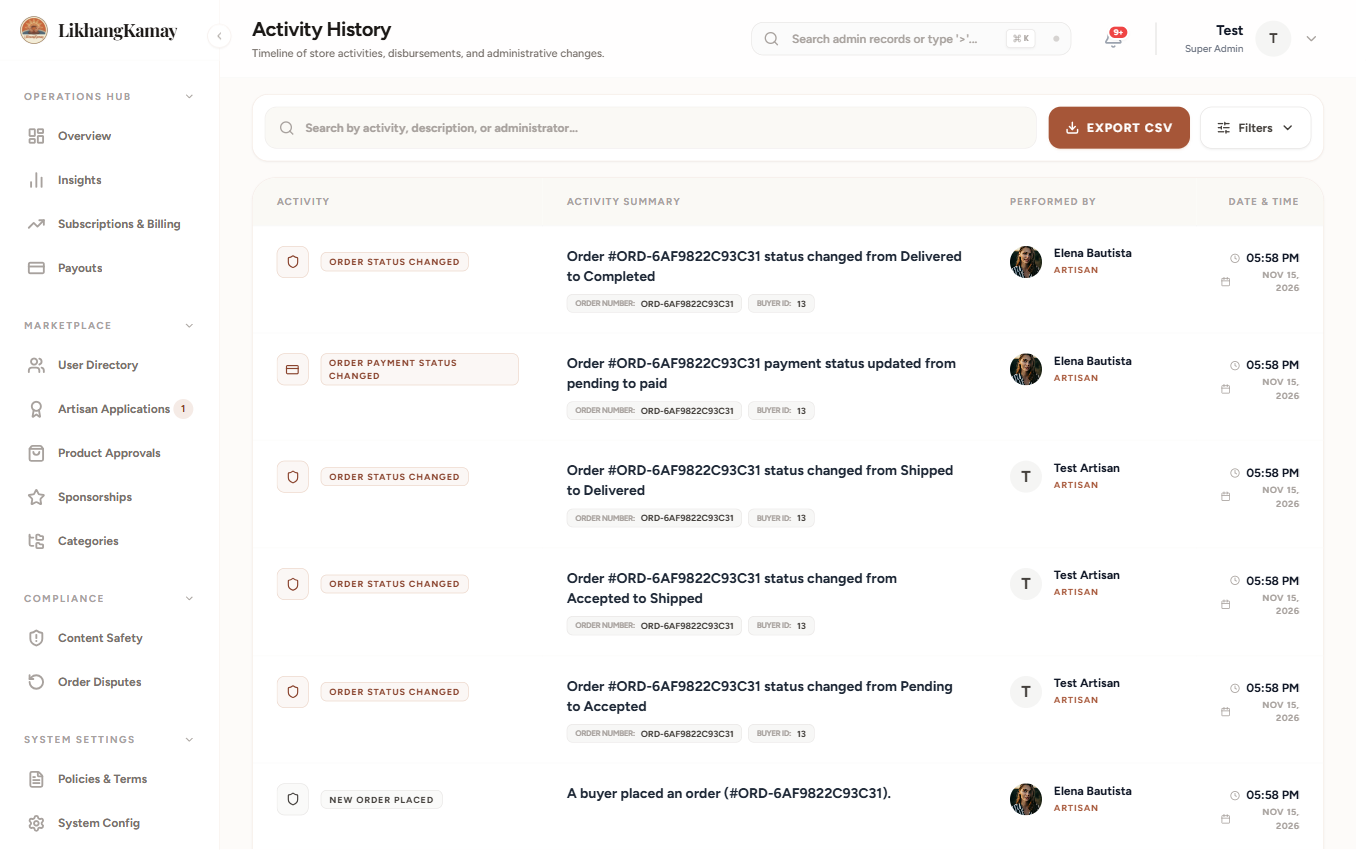 LikhangKamay
Activity History
Timeline of store activities, disbursements, and administrative changes.
Search admin records or type '>'...
⌘ K
9+
Test
Super Admin
T
OPERATIONS HUB
Overview
Insights
Subscriptions & Billing
Payouts
MARKETPLACE
User Directory
Artisan Applications 1
Product Approvals
Sponsorships
Categories
COMPLIANCE
Content Safety
Order Disputes
SYSTEM SETTINGS
Policies & Terms
System Config
Search by activity, description, or administrator...
EXPORT CSV
Filters
ACTIVITY
ACTIVITY SUMMARY
PERFORMED BY
DATE & TIME
ORDER STATUS CHANGED
Order #ORD-6AF9822C93C31 status changed from Delivered
to Completed
ORDER NUMBER: ORD-6AF9822C93C31
BUYER ID: 13
Elena Bautista
ARTISAN
05:58 PM
NOV 15,
2026
ORDER PAYMENT STATUS
CHANGED
Order #ORD-6AF9822C93C31 payment status updated from
pending to paid
ORDER NUMBER: ORD-6AF9822C93C31
BUYER ID: 13
Elena Bautista
ARTISAN
05:58 PM
NOV 15,
2026
ORDER STATUS CHANGED
Order #ORD-6AF9822C93C31 status changed from Shipped
to Delivered
ORDER NUMBER: ORD-6AF9822C93C31
BUYER ID: 13
T
Test Artisan
ARTISAN
05:58 PM
NOV 15,
2026
ORDER STATUS CHANGED
Order #ORD-6AF9822C93C31 status changed from
Accepted to Shipped
ORDER NUMBER: ORD-6AF9822C93C31
BUYER ID: 13
T
Test Artisan
ARTISAN
05:58 PM
NOV 15,
2026
ORDER STATUS CHANGED
Order #ORD-6AF9822C93C31 status changed from Pending
to Accepted
ORDER NUMBER: ORD-6AF9822C93C31
BUYER ID: 13
T
Test Artisan
ARTISAN
05:58 PM
NOV 15,
2026
NEW ORDER PLACED
A buyer placed an order (#ORD-6AF9822C93C31).
Elena Bautista
ARTISAN
05:58 PM
NOV 15,
2026